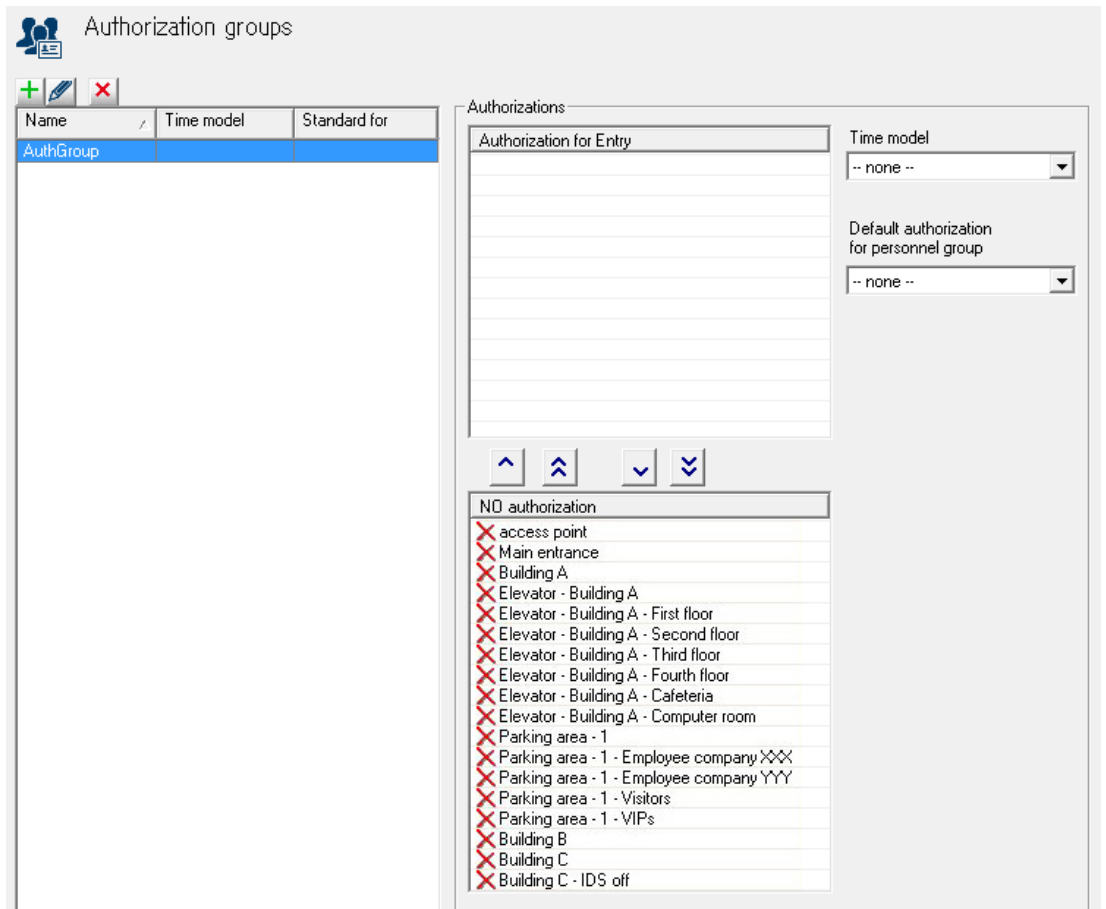 Authorization groups
Name
Time model
Standard for
AuthGroup
Authorizations
Authorization for Entry
Time model
-- none --
Default authorization
for personnel group
-- none --
NO authorization
access point
Main entrance
Building A
Elevator - Building A
Elevator - Building A - First floor
Elevator - Building A - Second floor
Elevator - Building A - Third floor
Elevator - Building A - Fourth floor
Elevator - Building A - Cafeteria
Elevator - Building A - Computer room
Parking area - 1
Parking area - 1 - Employee company XXX
Parking area - 1 - Employee company YYY
Parking area - 1 - Visitors
Parking area - 1 - VIPs
Building B
Building C
Building C - IDS off